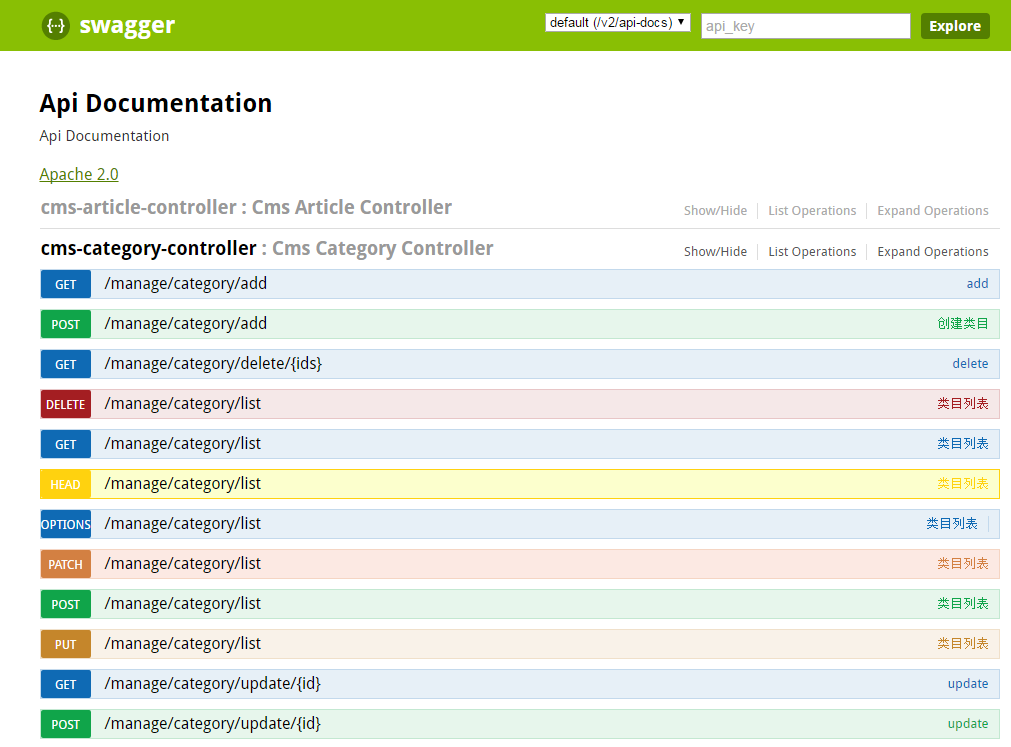 swagger default (/v2/api-docs) api_key Explore
Api Documentation
Api Documentation
Apache 2.0
cms-article-controller : Cms Article Controller Show/Hide List Operations Expand Operations
cms-category-controller : Cms Category Controller Show/Hide List Operations Expand Operations
GET /manage/category/add add
POST /manage/category/add 创建类目
GET /manage/category/delete/{ids} delete
DELETE /manage/category/list 类目列表
GET /manage/category/list 类目列表
HEAD /manage/category/list 类目列表
OPTIONS /manage/category/list 类目列表
PATCH /manage/category/list 类目列表
POST /manage/category/list 类目列表
PUT /manage/category/list 类目列表
GET /manage/category/update/{id} update
POST /manage/category/update/{id} update